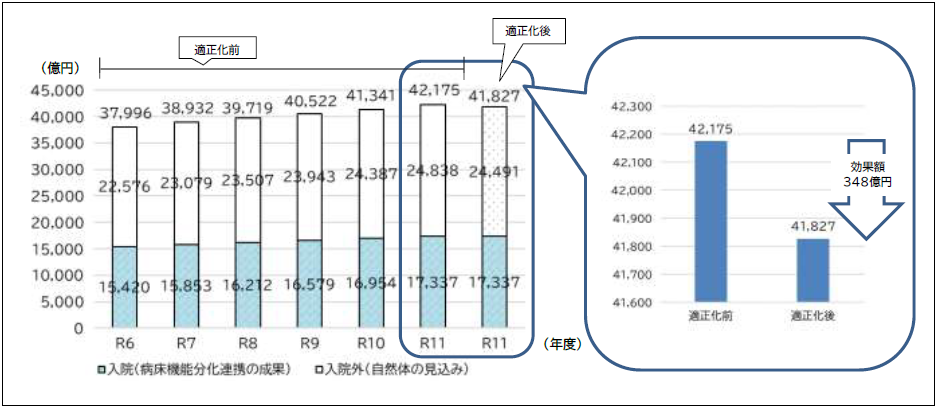 適正化前
適正化後
(億円)
45,000
40,000
35,000
30,000
25,000
20,000
15,000
10,000
5,000
0
37,996 38,932 39,719 40,522 41,341 42,175 41,827
22,576 23,079 23,507 23,943 24,387 24,838 24,491
15,420 15,853 16,212 16,579 16,954 17,337 17,337
R6 R7 R8 R9 R10 R11 R11 (年度)
入院(病床機能分化連携の成果) 入院外(自然体の見込み)
42,300
42,200
42,100
42,000
41,900
41,800
41,700
41,600
42,175
41,827
適正化前 適正化後
効果額
348億円